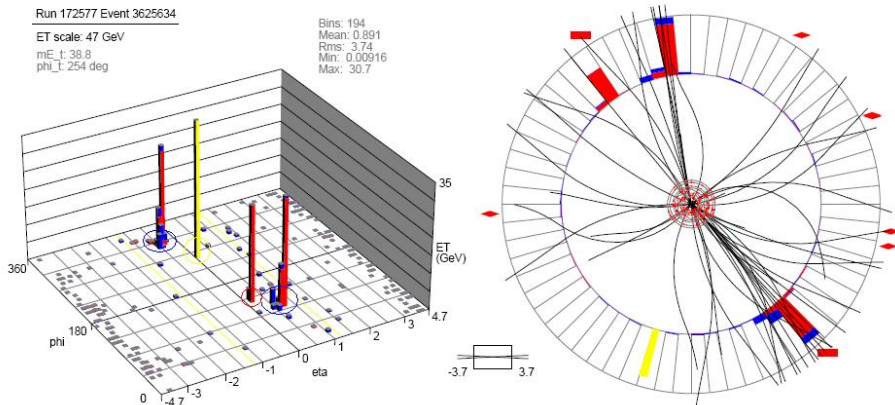 Run 172577 Event 3625634
ET scale: 47 GeV
mE_t: 38.8
phi_t: 254 deg
Bins: 194
Mean: 0.891
Rms: 3.74
Min: 0.00916
Max: 30.7
35
ET
(GeV)
360
180
phi
0
-4.7
-3
-2
-1
0
1
2
3
4.7
eta
-3.7
3.7